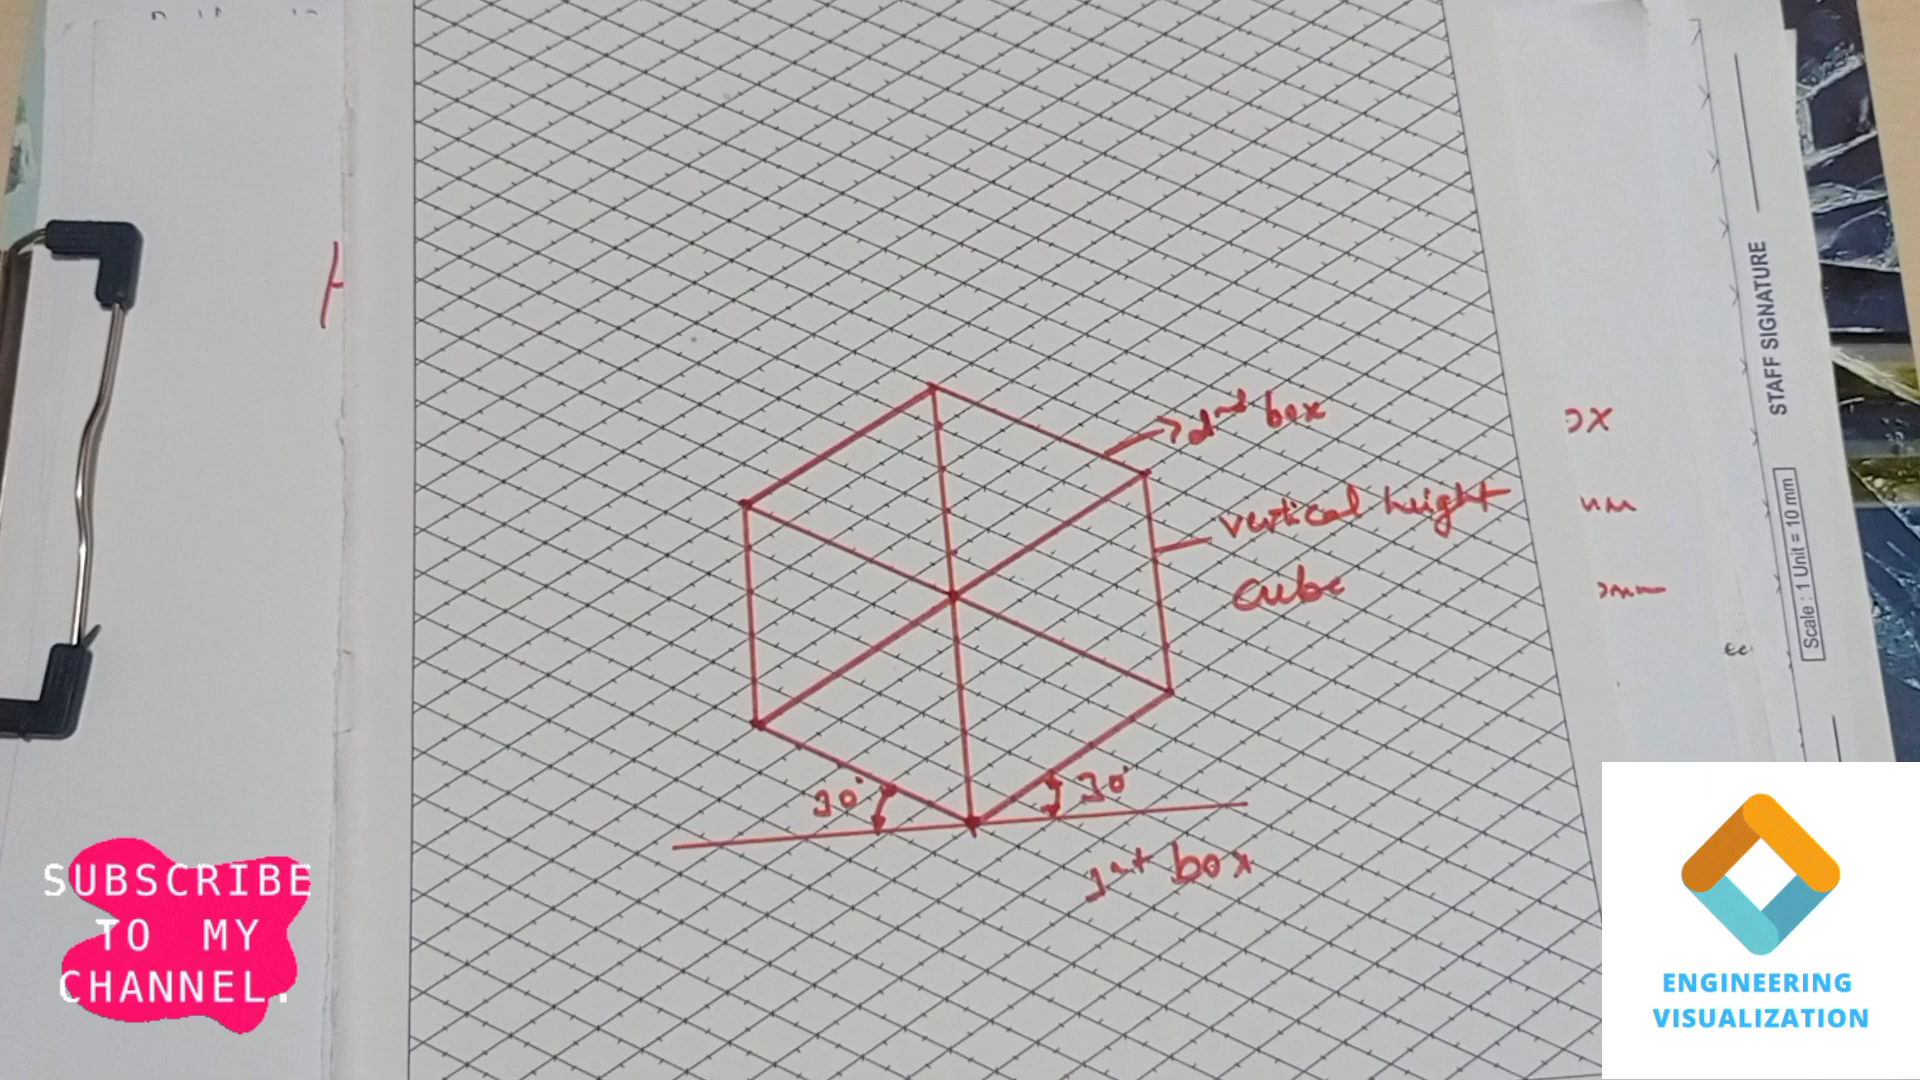 2nd box
vertical height
cube
30°
30°
1st box
STAFF SIGNATURE
Scale : 1 Unit = 10 mm
SUBSCRIBE
TO MY
CHANNEL.
ENGINEERING
VISUALIZATION